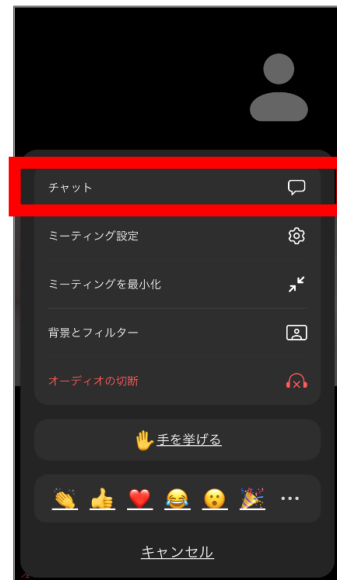 チャット
ミーティング設定
ミーティングを最小化
背景とフィルター
オーディオの切断
手を挙げる
キャンセル